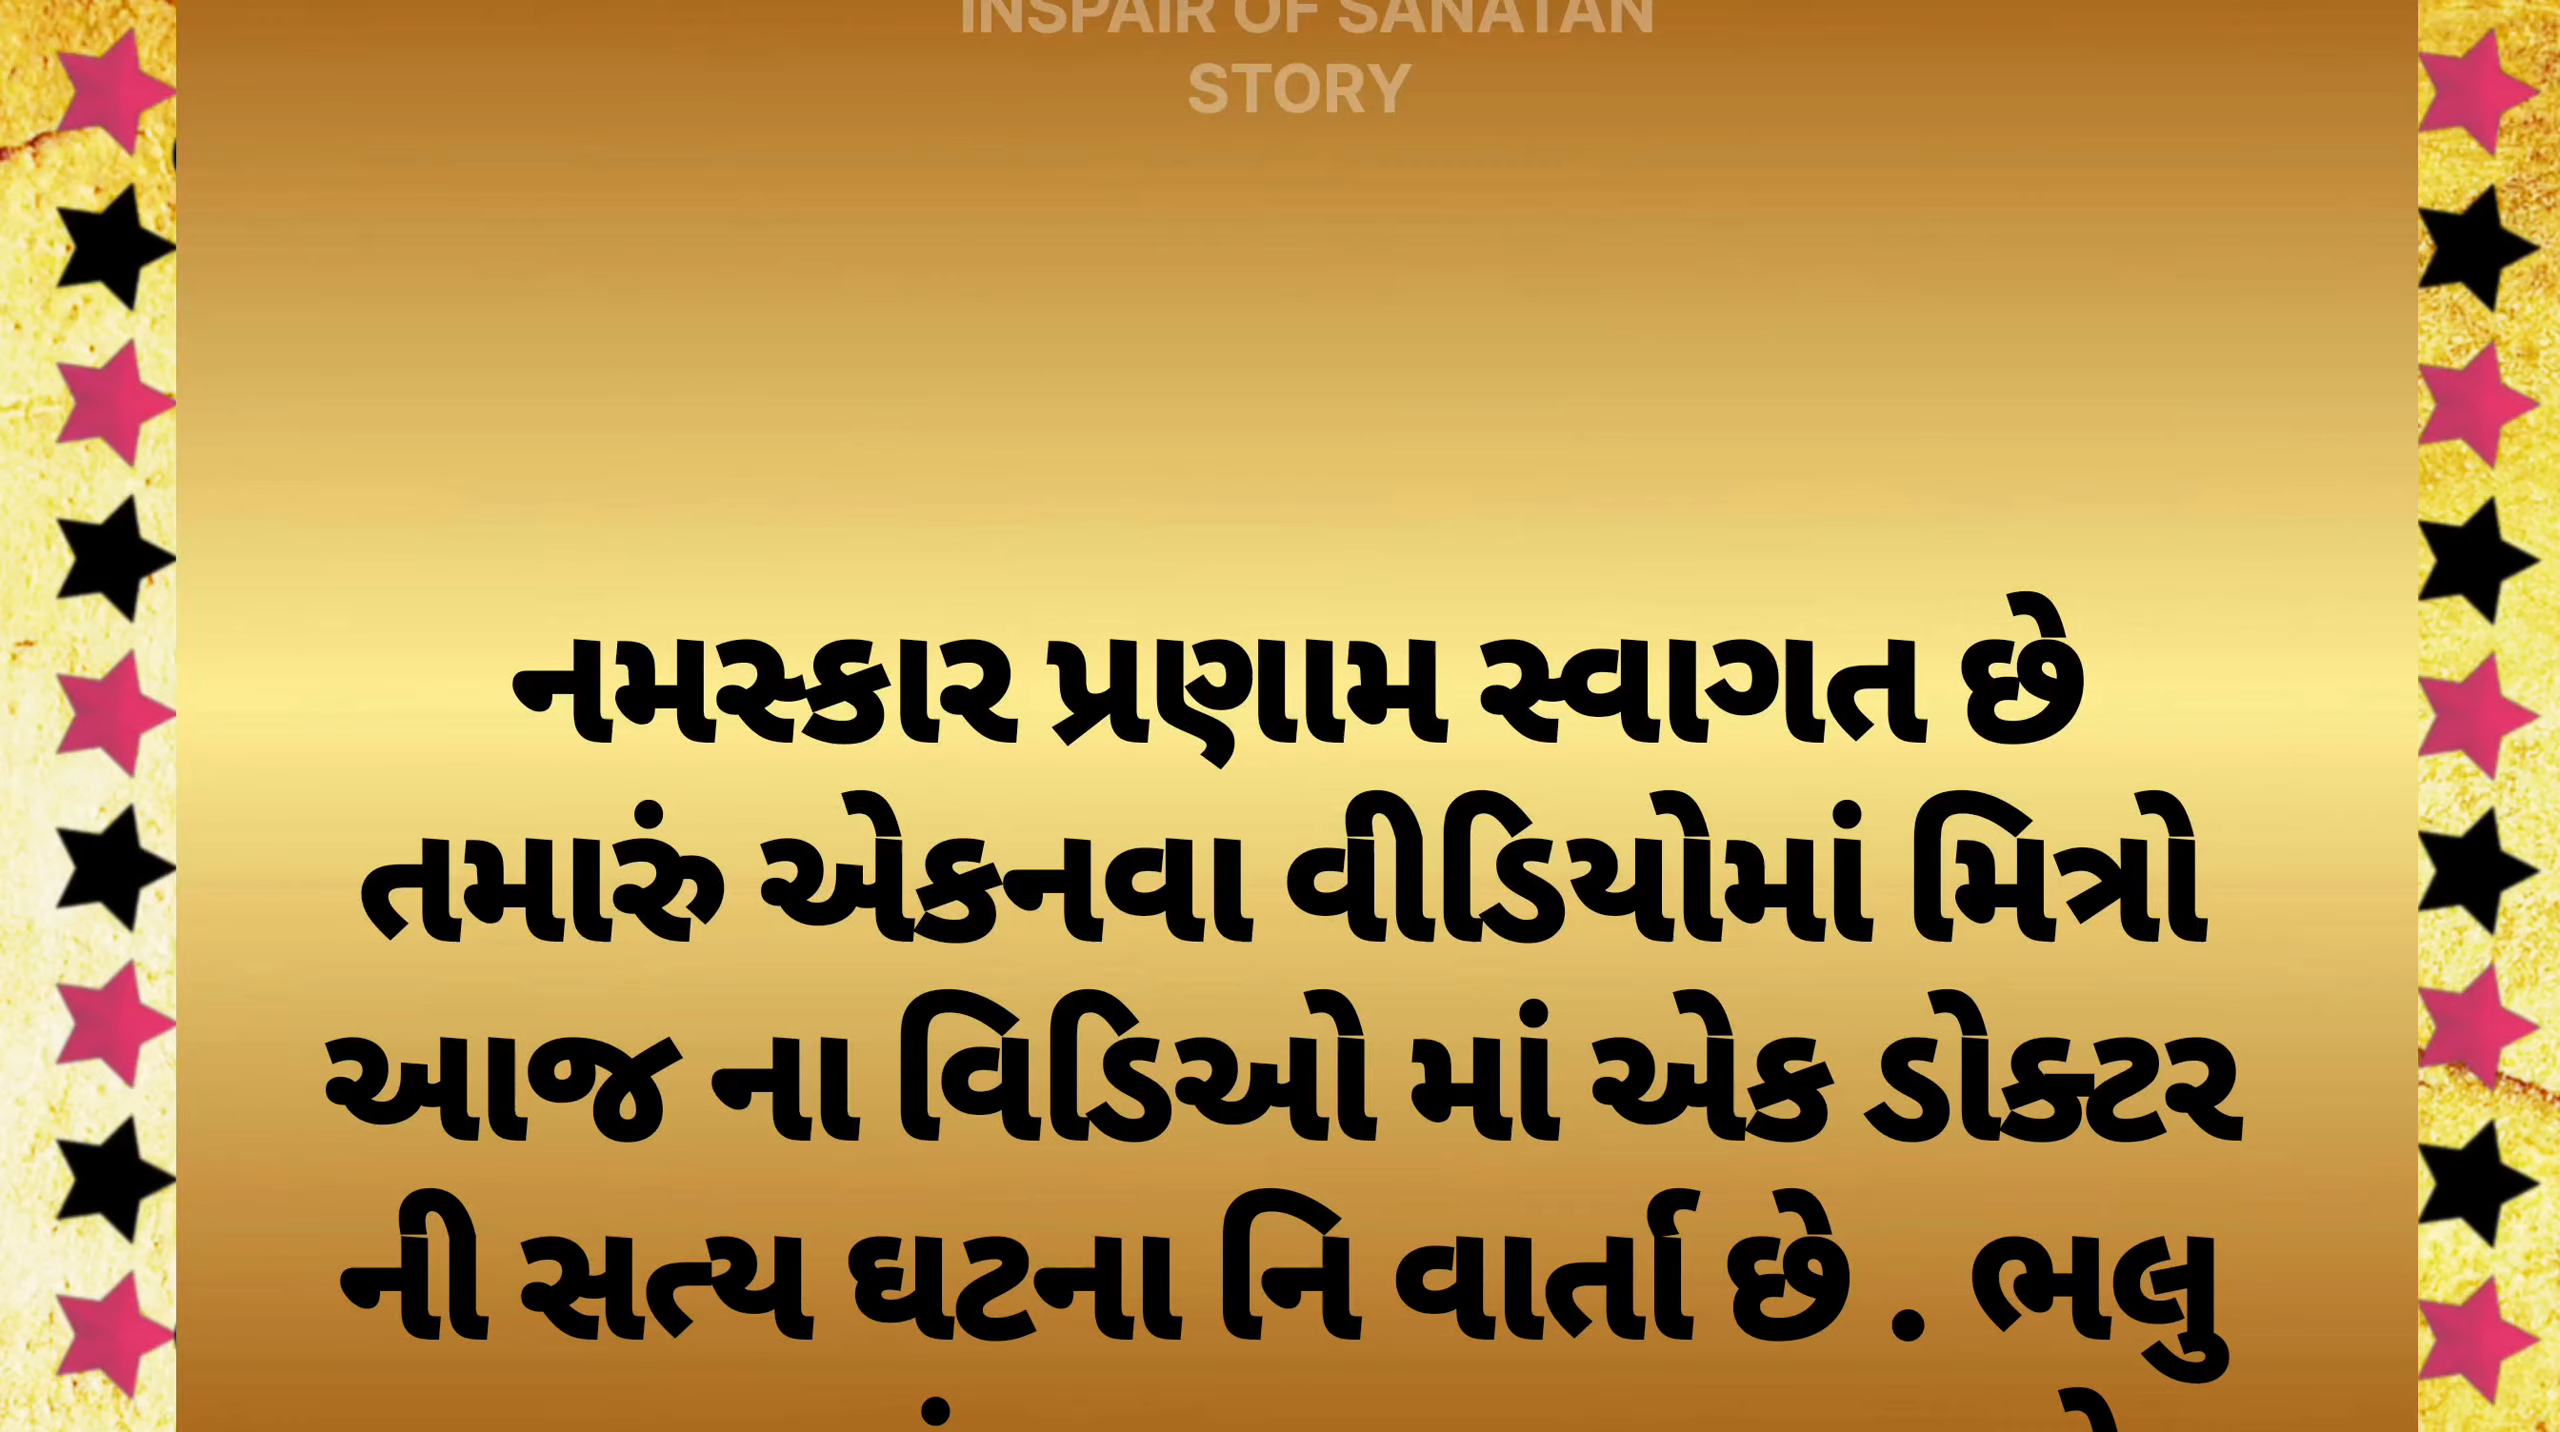 INSPAIR OF SANATAN
STORY
નમસ્કાર પ્રણામ સ્વાગત છે
તમારું એકનવા વીડિયોમાં મિત્રો
આજ ના વિડિઓ માં એક ડોક્ટર
ની સત્ય ઘટના નિ વાર્તા છે . ભલુ